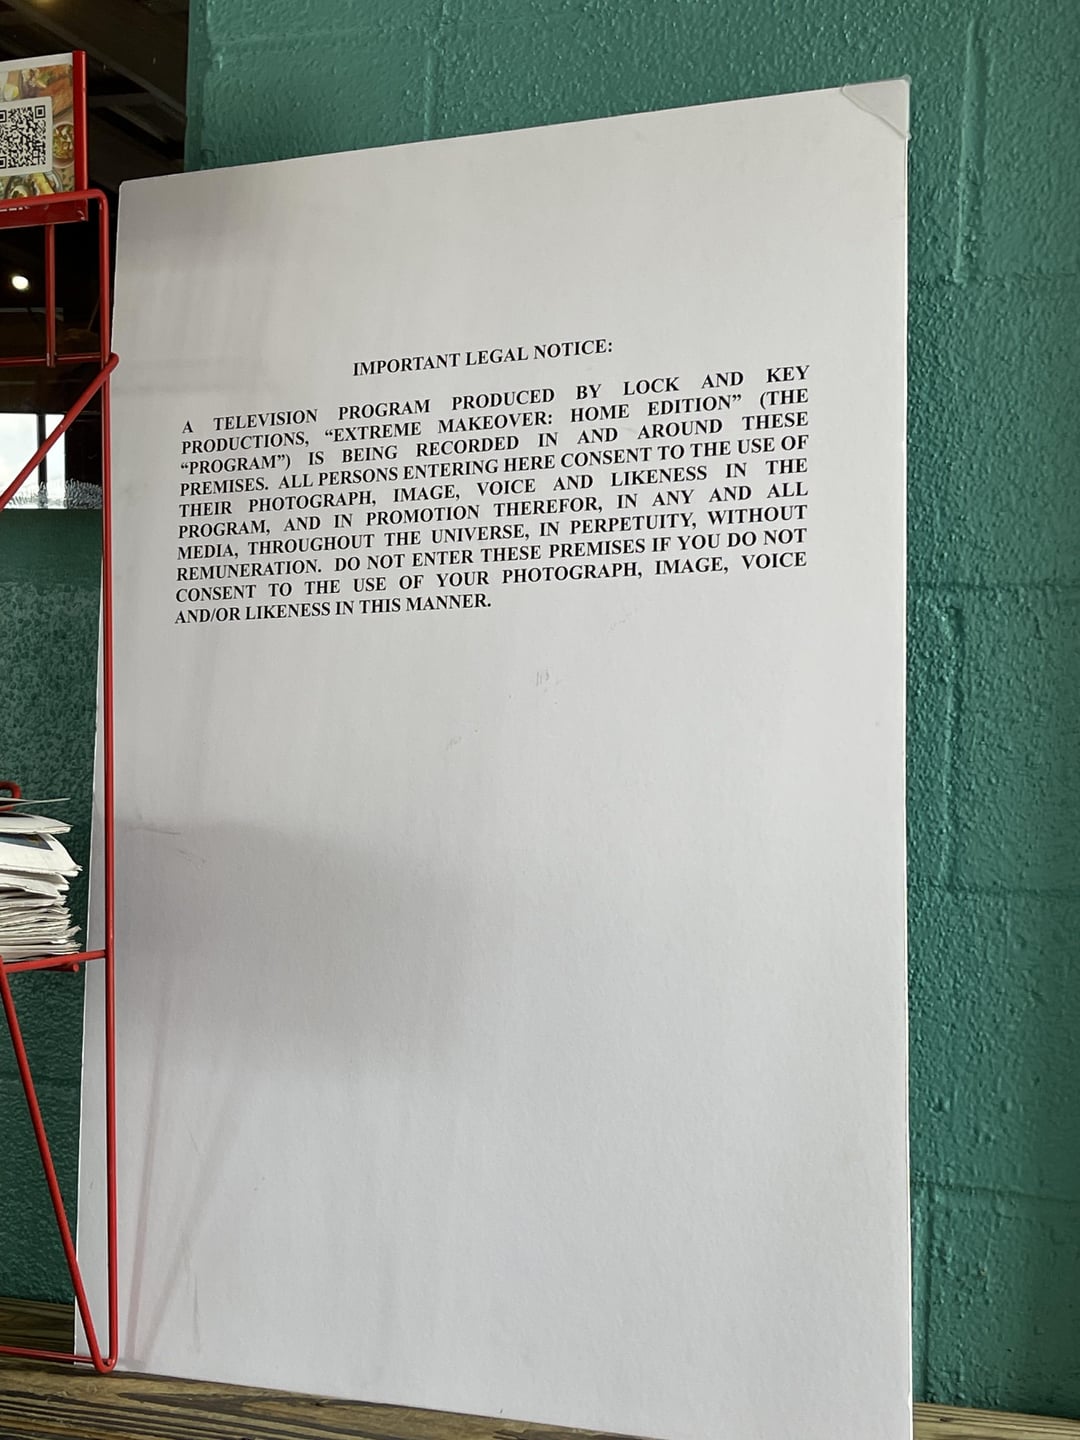 IMPORTANT LEGAL NOTICE:
A TELEVISION PROGRAM PRODUCED BY LOCK AND KEY
PRODUCTIONS, “EXTREME MAKEOVER: HOME EDITION” (THE
“PROGRAM”) IS BEING RECORDED IN AND AROUND THESE
PREMISES. ALL PERSONS ENTERING HERE CONSENT TO THE USE OF
THEIR PHOTOGRAPH, IMAGE, VOICE AND LIKENESS IN THE
PROGRAM, AND IN PROMOTION THEREFOR, IN ANY AND ALL
MEDIA, THROUGHOUT THE UNIVERSE, IN PERPETUITY, WITHOUT
REMUNERATION. DO NOT ENTER THESE PREMISES IF YOU DO NOT
CONSENT TO THE USE OF YOUR PHOTOGRAPH, IMAGE, VOICE
AND/OR LIKENESS IN THIS MANNER.